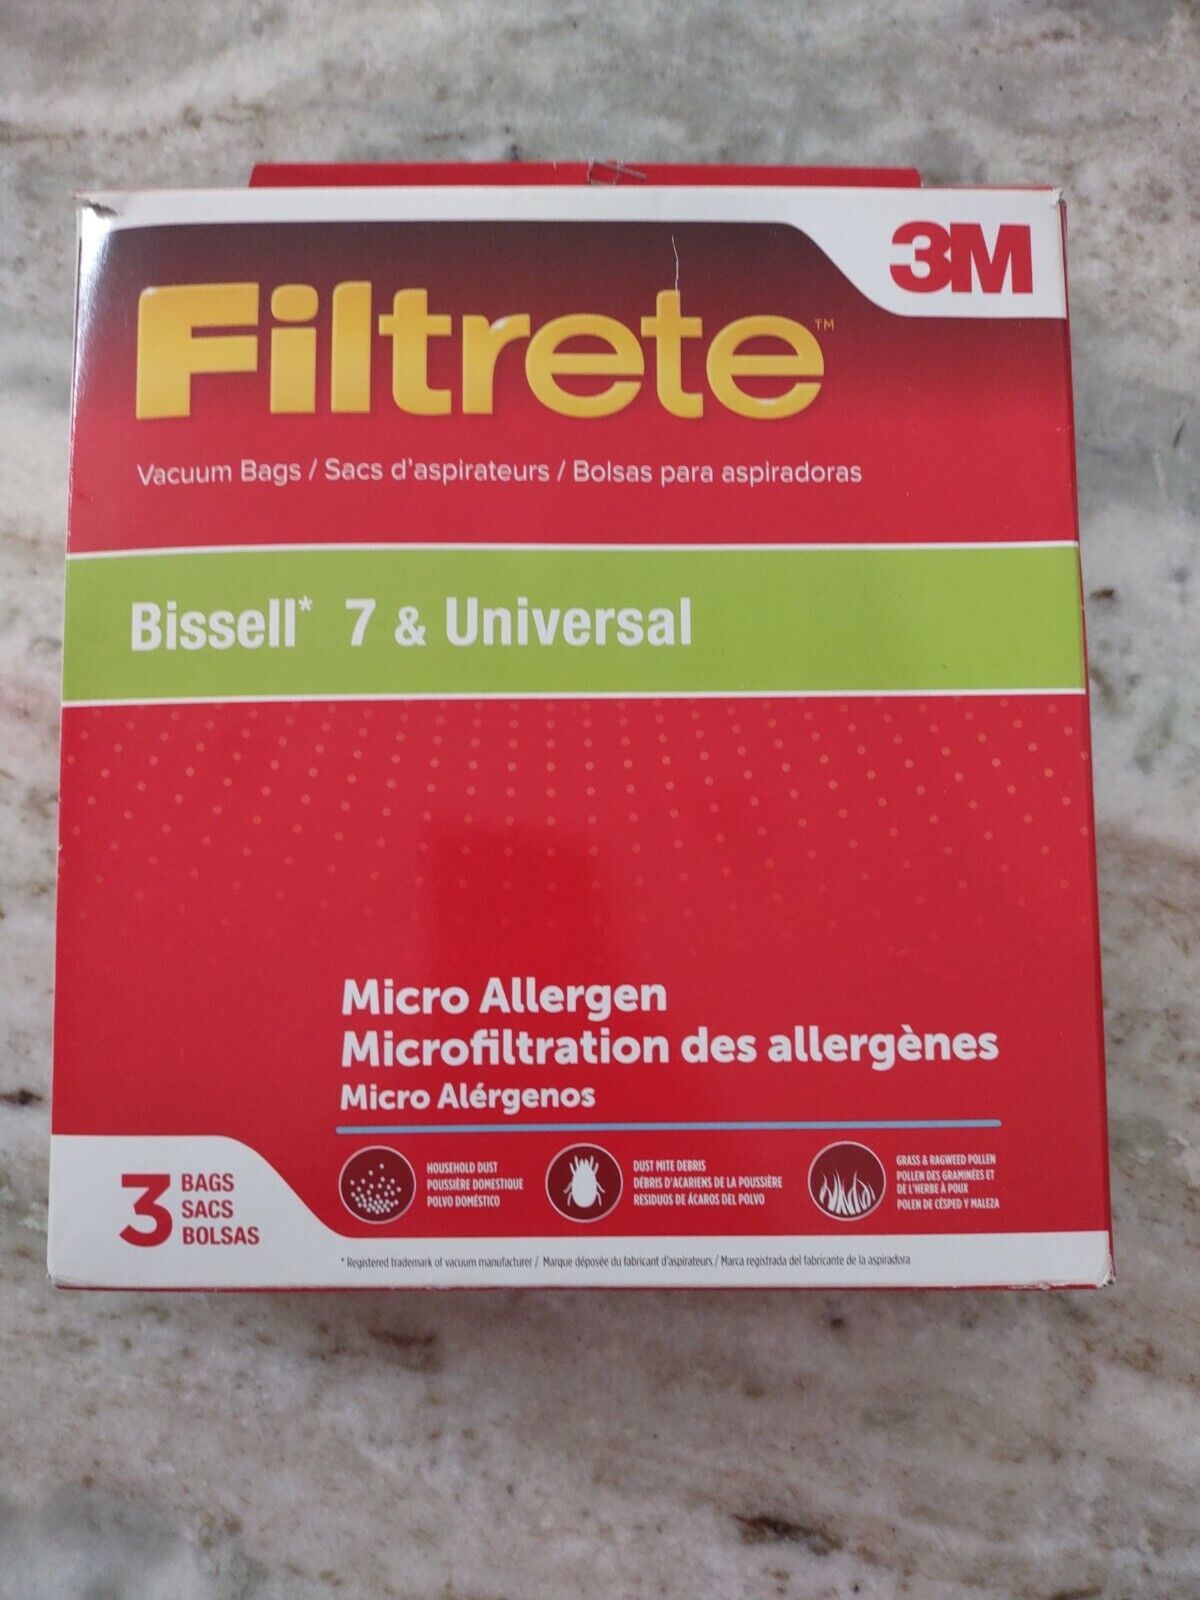 3M
Filtrete™
Vacuum Bags / Sacs d'aspirateurs / Bolsas para aspiradoras
Bissell* 7 & Universal
Micro Allergen
Microfiltration des allergènes
Micro Alérgenos
3 BAGS
SACS
BOLSAS
HOUSEHOLD DUST
POUSSIÈRE DOMESTIQUE
POLVO DOMÉSTICO
DUST MITE DEBRIS
DÉBRIS D'ACARIENS DE LA POUSSIÈRE
RESIDUOS DE ÁCAROS DEL POLVO
GRASS & RAGWEED POLLEN
POLLEN DES GRAMINÉES ET
DE L'HERBE À POUX
POLEN DE CÉSPED Y MALEZA
* Registered trademark of vacuum manufacturer / Marque déposée du fabricant d'aspirateurs / Marca registrada del fabricante de la aspiradora